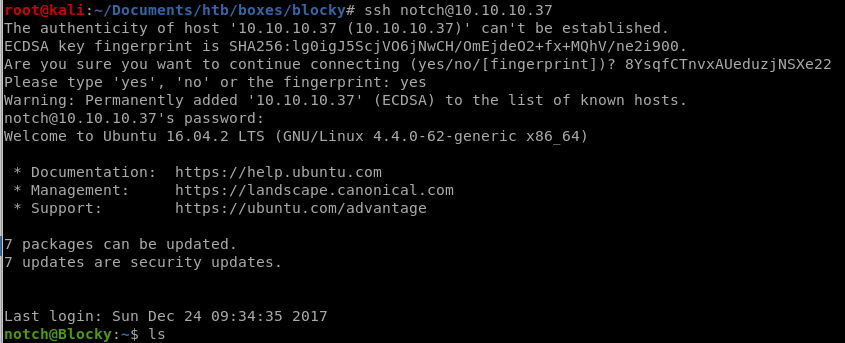 root@kali:~/Documents/htb/boxes/blocky# ssh notch@10.10.10.37
The authenticity of host '10.10.10.37 (10.10.10.37)' can't be established.
ECDSA key fingerprint is SHA256:lg0igJ5ScjVO6jNwCH/OmEjdeO2+fx+MQhV/ne2i900.
Are you sure you want to continue connecting (yes/no/[fingerprint])? 8YsqfCTnvxAUeduzjNSXe22
Please type 'yes', 'no' or the fingerprint: yes
Warning: Permanently added '10.10.10.37' (ECDSA) to the list of known hosts.
notch@10.10.10.37's password:
Welcome to Ubuntu 16.04.2 LTS (GNU/Linux 4.4.0-62-generic x86_64)
* Documentation:  https://help.ubuntu.com
* Management:     https://landscape.canonical.com
* Support:        https://ubuntu.com/advantage
7 packages can be updated.
7 updates are security updates.
Last login: Sun Dec 24 09:34:35 2017
notch@Blocky:~$ ls